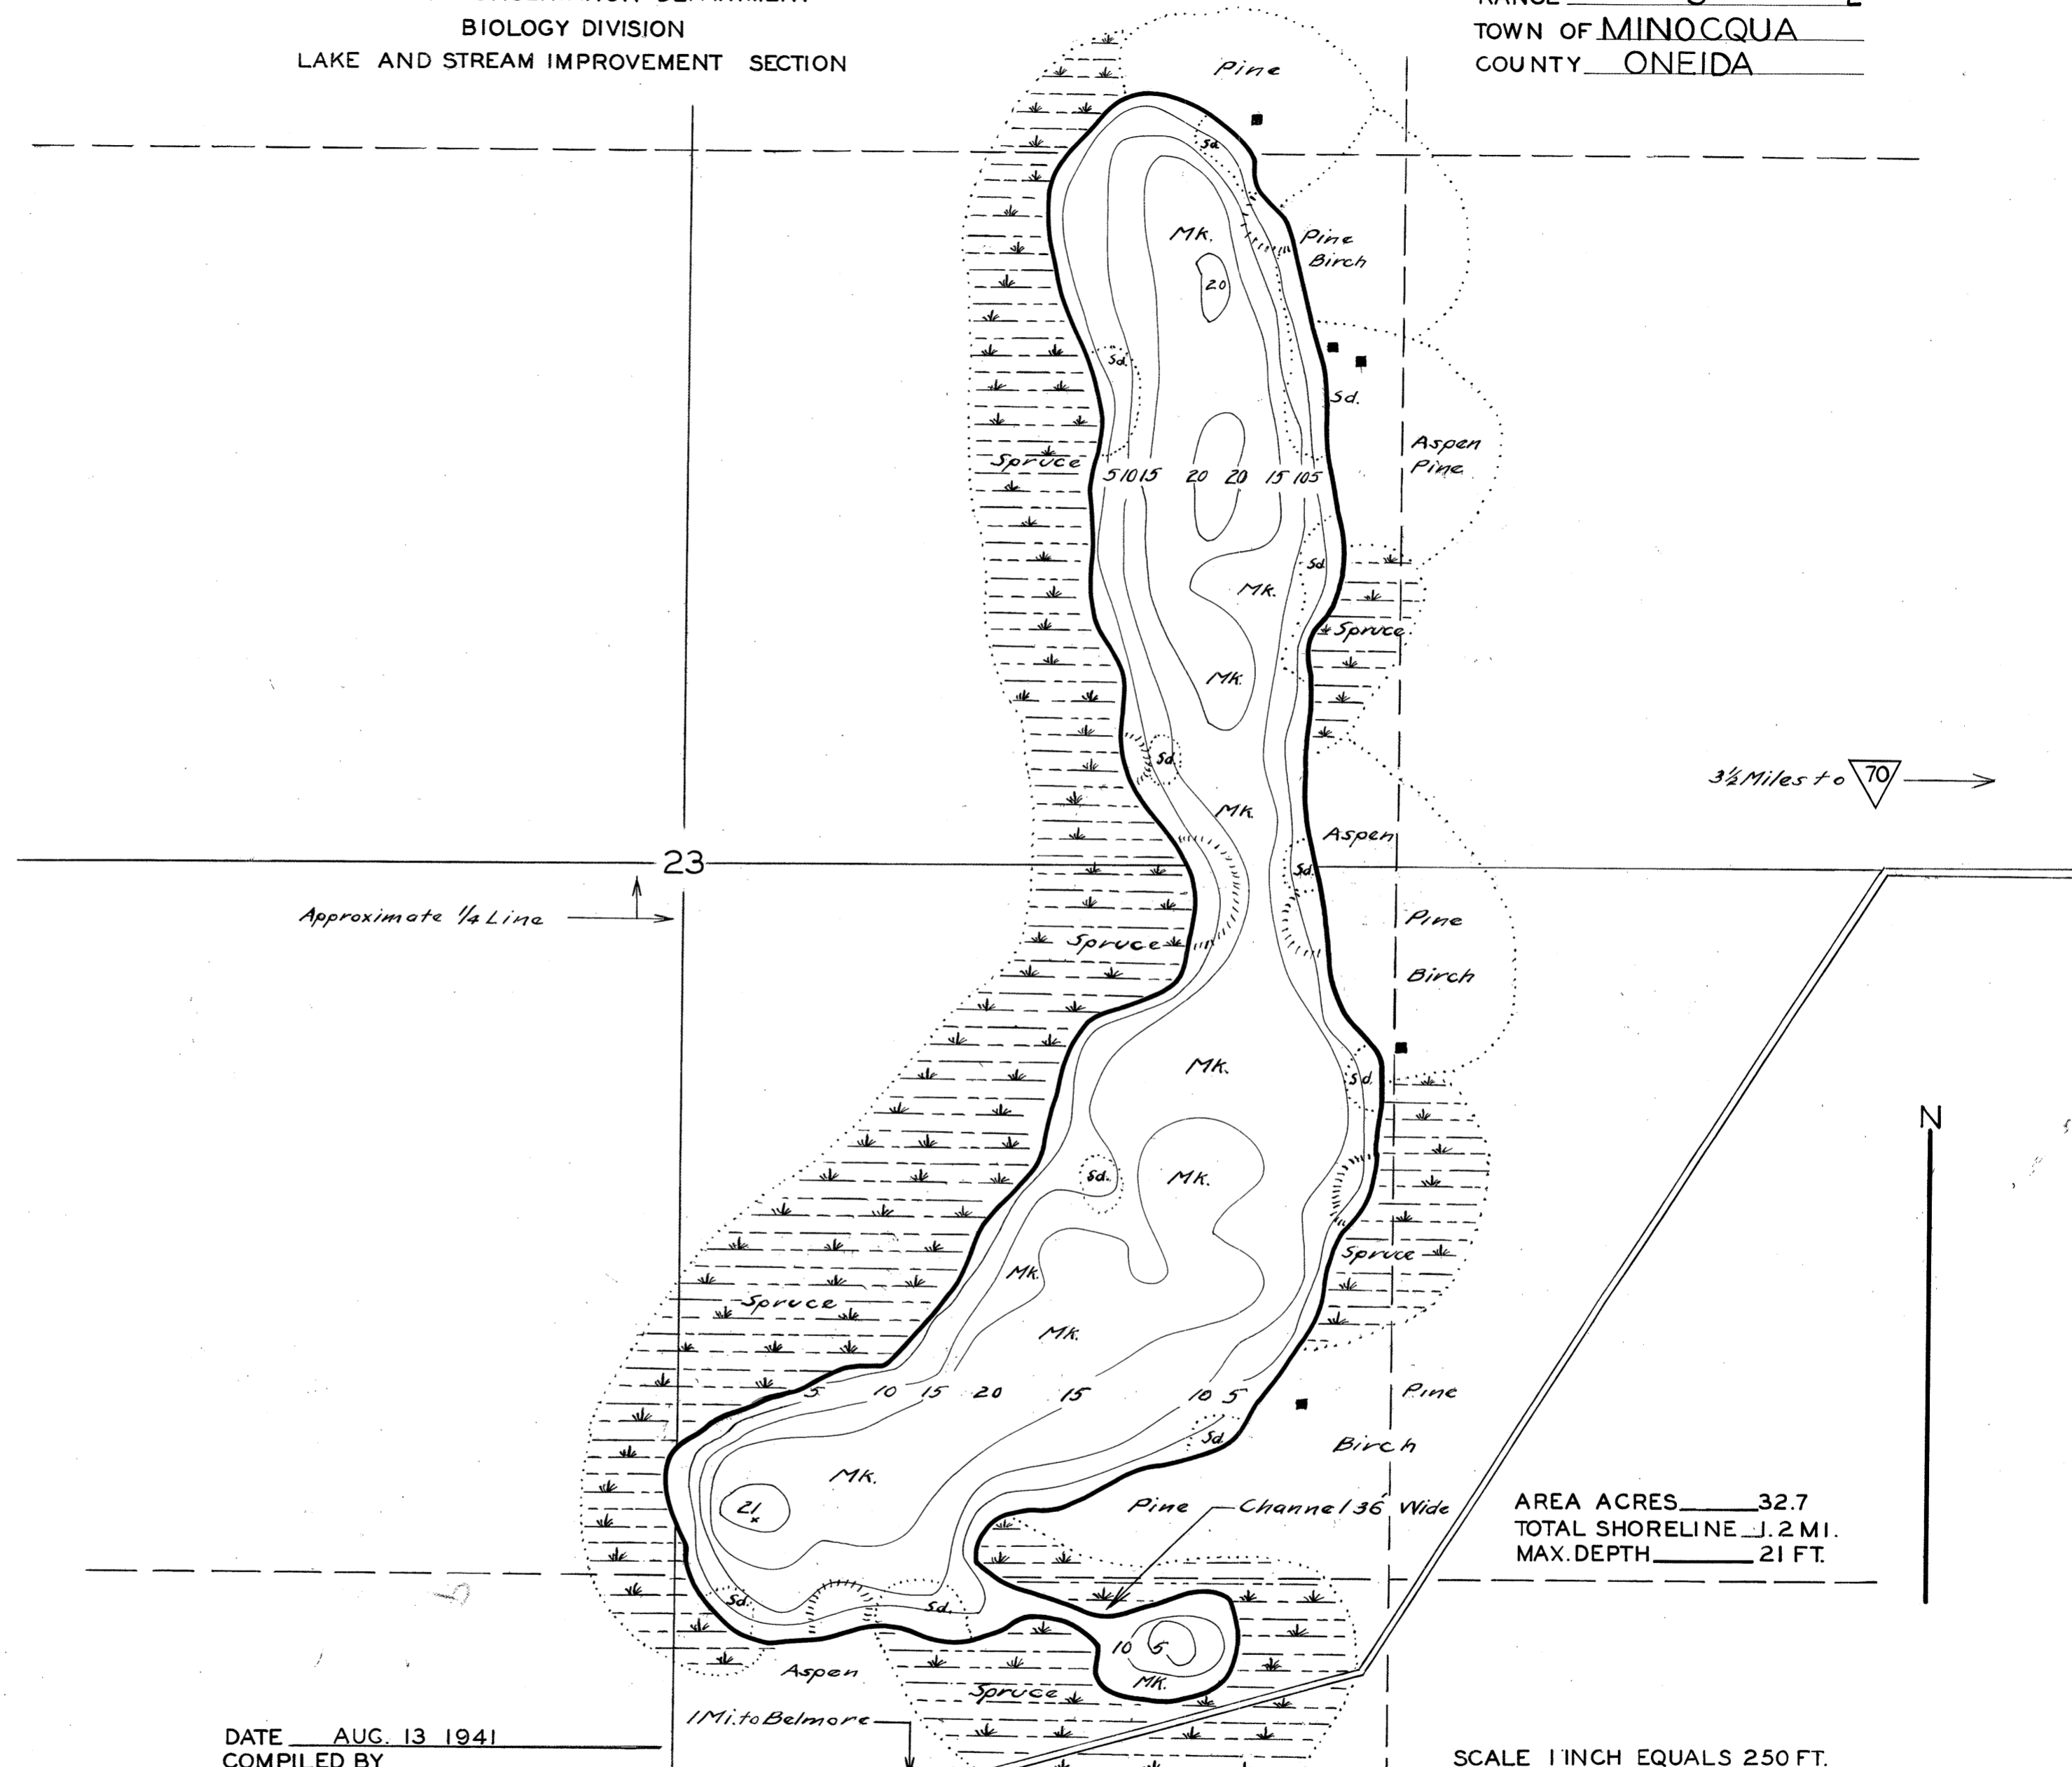 BIOLOGY DIVISION
LAKE AND STREAM IMPROVEMENT SECTION
RANGE
TOWN OF MINOCQUA
COUNTY ONEIDA
Pine
Sd.
Mk.
Pine
Birch
20
Sd.
Sd.
Aspen
Pine
Spruce
5 10 15 20 20 15 10 5
Sd.
Mk.
Spruce
Mk.
Sd.
3½ Miles to 70
Mk.
Aspen
23
Sd.
Approximate 1/4 Line
Pine
Spruce
Birch
Mk.
Sd.
N
Sd.
Mk.
Spruce
Mk.
Spruce
Mk.
5 10 15 20 15 10 5
Pine
Sd.
Birch
Mk.
21
Pine
Channel 36' Wide
AREA ACRES 32.7
TOTAL SHORELINE 1.2 MI.
MAX. DEPTH 21 FT.
Sd.
Sd.
10 5
Aspen
Mk.
Spruce
1 Mi. to Belmore
DATE AUG. 13 1941
COMPILED BY
SCALE 1 INCH EQUALS 250 FT.